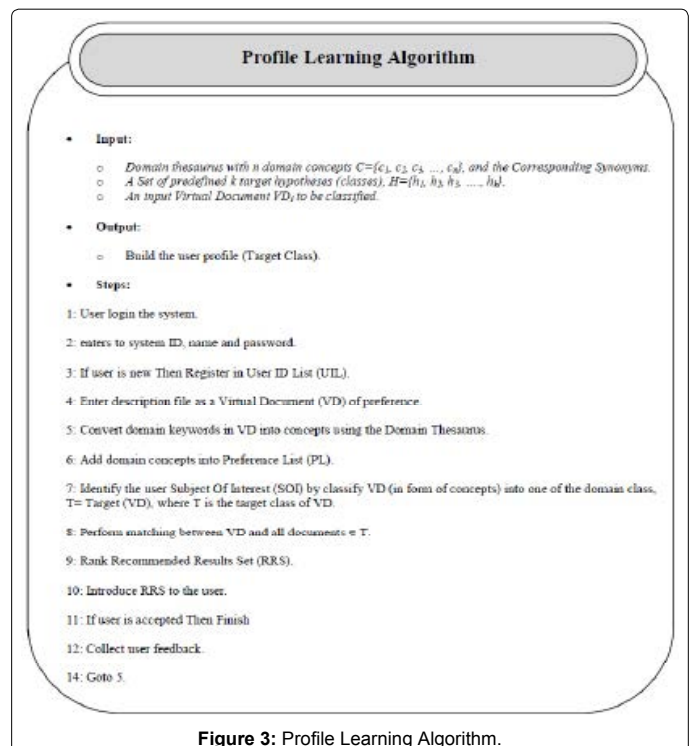 Profile Learning Algorithm
• Input:
o Domain thesaurus with n domain concepts C={c1, c2, c3, ..., cn}, and the Corresponding Synonyms.
o A Set of predefined k target hypotheses (classies), H={h1, h2, h3, ...., hk}.
o An input Virtual Document VDi to be classified.
• Output:
o Build the user profile (Target Class).
• Steps:
1: User login the system.
2: enters to system ID, name and password.
3: If user is new Then Register in User ID List (UIL).
4: Enter description file as a Virtual Document (VD) of preference.
5: Convert domain keywords in VD into concepts using the Domain Thesaurus.
6: Add domain concepts into Preference List (PL).
7: Identify the user Subject Of Interest (SOI) by classify VD (in form of concepts) into one of the domain class,
T= Target (VD), where T is the target class of VD.
8: Perform matching between VD and all documents ∈ T.
9: Rank Recommended Results Set (RRS).
10: Introduce RRS to the user.
11: If user is accepted Then Finish
12: Collect user feedback.
14: Goto 5.
Figure 3: Profile Learning Algorithm.